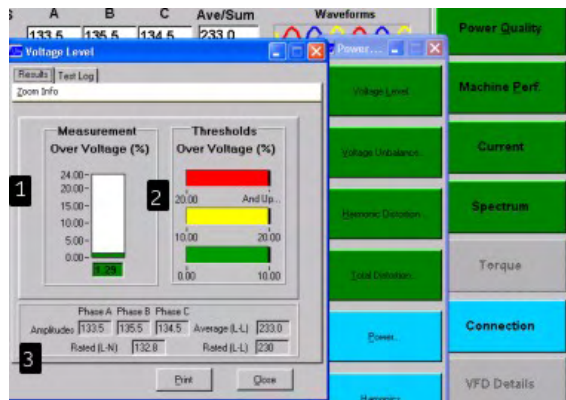 A B C Ave/Sum Waveforms
133.5 135.5 134.5 233.0
Power Quality
Voltage Level
Power...
Results Test Log
Zoom Info
Voltage Level
Machine Perf.
Measurement
Over Voltage (%)
Thresholds
Over Voltage (%)
Voltage Unbalance...
Current
24.00
20.00
15.00
10.00
5.00
0.00
1.29
1
2
20.00 And Up...
10.00 20.00
0.00 10.00
Harmonic Distortion...
Spectrum
Total Distortion...
Torque
Phase A Phase B Phase C
Amplitudes 133.5 135.5 134.5 Average (L-L) 233.0
Rated (L-N) 132.8 Rated (L-L) 230
3
Power...
Connection
Print Close
Harmonics
VFD Details